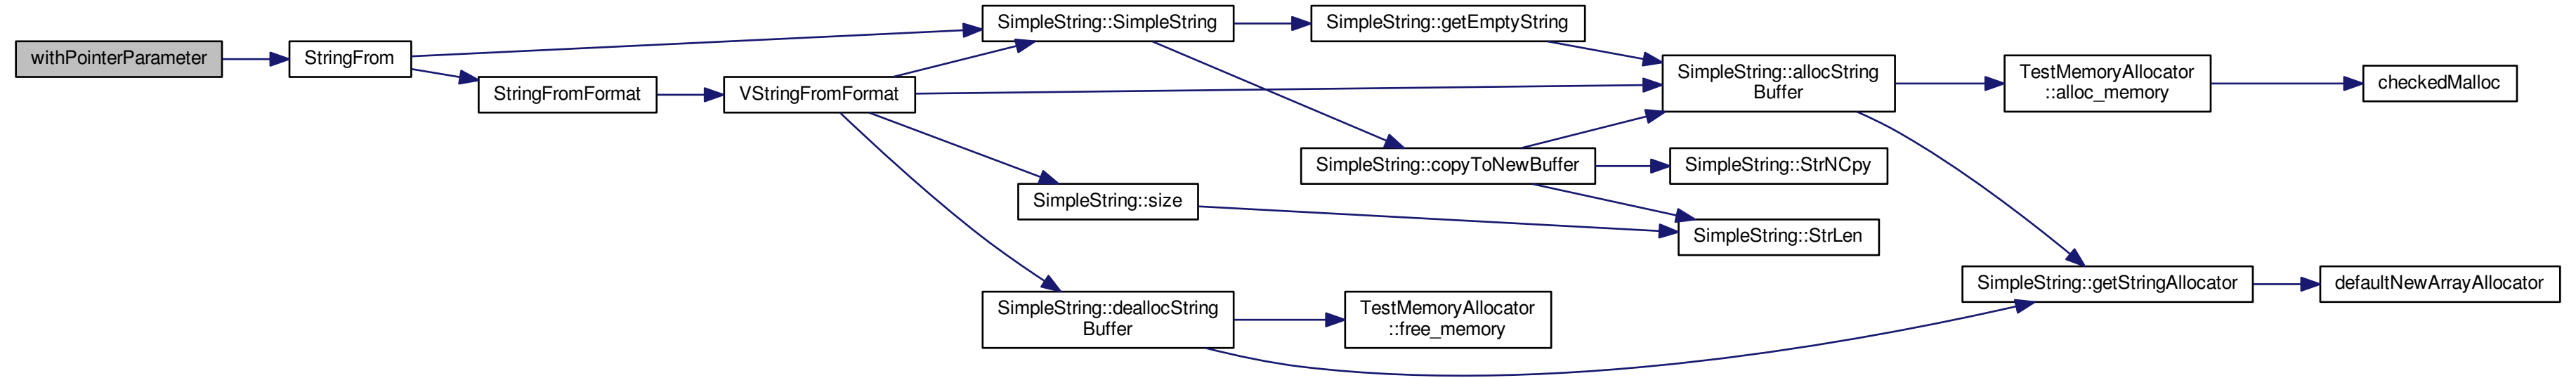 withPointerParameter
StringFrom
StringFromFormat
VStringFromFormat
SimpleString::SimpleString
SimpleString::size
SimpleString::deallocString
Buffer
SimpleString::getEmptyString
SimpleString::copyToNewBuffer
TestMemoryAllocator
::free_memory
SimpleString::allocString
Buffer
SimpleString::StrNCpy
SimpleString::StrLen
TestMemoryAllocator
::alloc_memory
SimpleString::getStringAllocator
checkedMalloc
defaultNewArrayAllocator